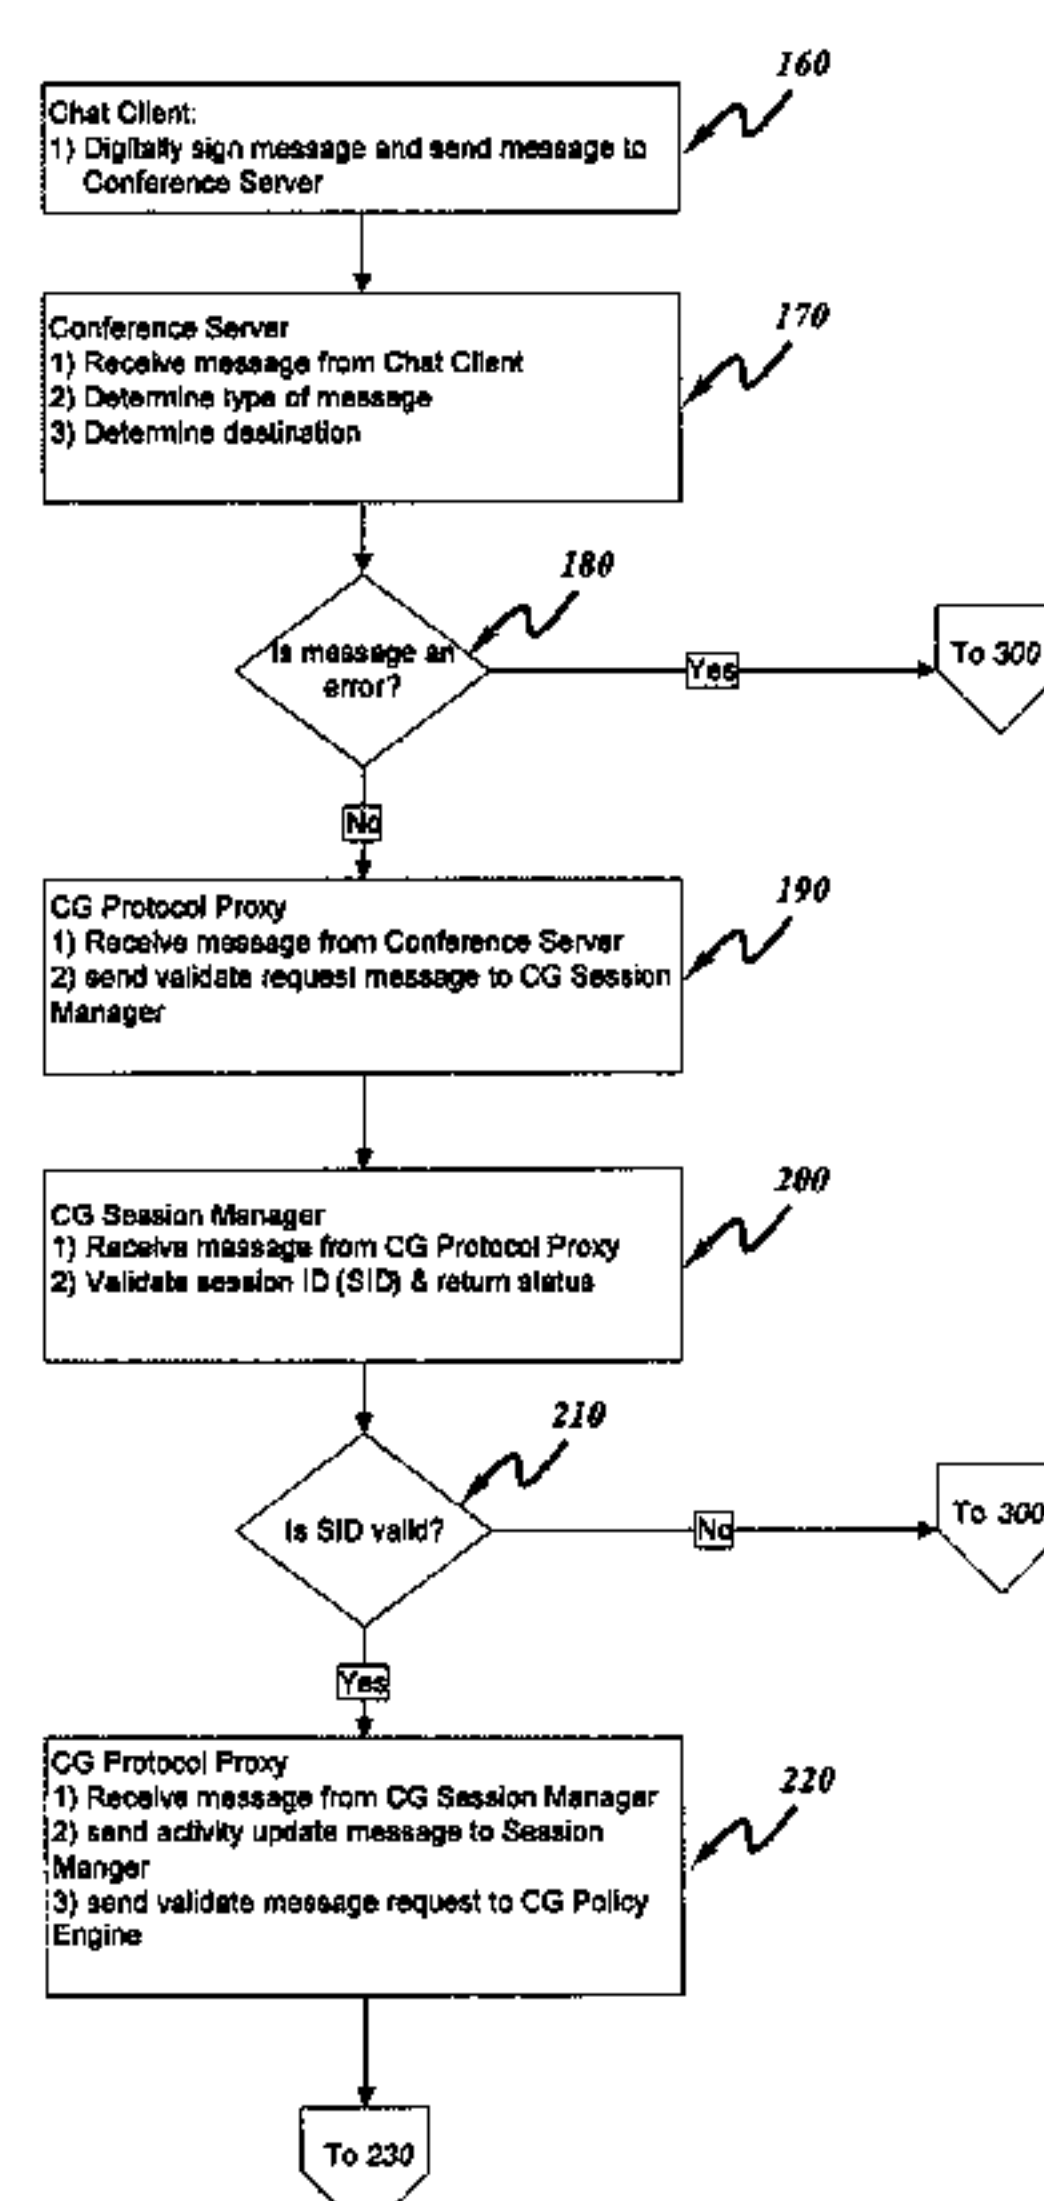 160
Chat Client:
1) Digitally sign message and send message to
Conference Server
170
Conference Server
1) Receive message from Chat Client
2) Determine type of message
3) Determine destination
180
Is message an
error?
Yes
To 300
No
190
CG Protocol Proxy
1) Receive message from Conference Server
2) send validate request message to CG Session
Manager
200
CG Session Manager
1) Receive message from CG Protocol Proxy
2) Validate session ID (SID) & return status
210
Is SID valid?
No
To 300
Yes
220
CG Protocol Proxy
1) Receive message from CG Session Manager
2) send activity update message to Session
Manger
3) send validate message request to CG Policy
Engine
To 230